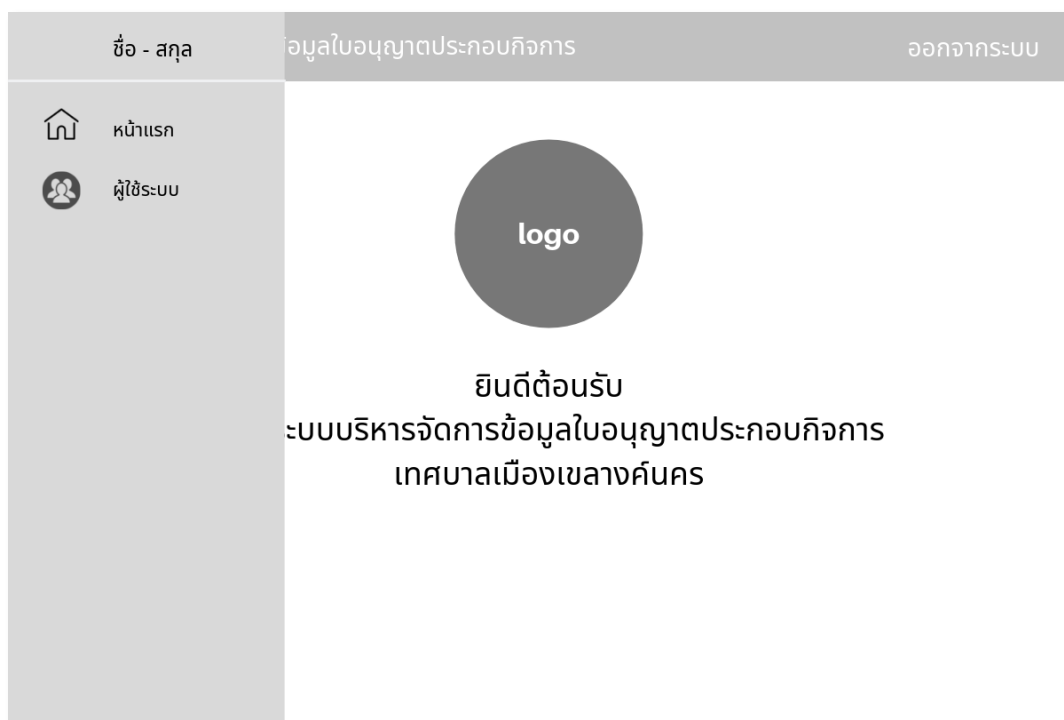 ชื่อ - สกุล
ข้อมูลใบอนุญาตประกอบกิจการ
ออกจากระบบ
หน้าแรก
ผู้ใช้ระบบ
logo
ยินดีต้อนรับ
ระบบบริหารจัดการข้อมูลใบอนุญาตประกอบกิจการ
เทศบาลเมืองเขลางค์นคร